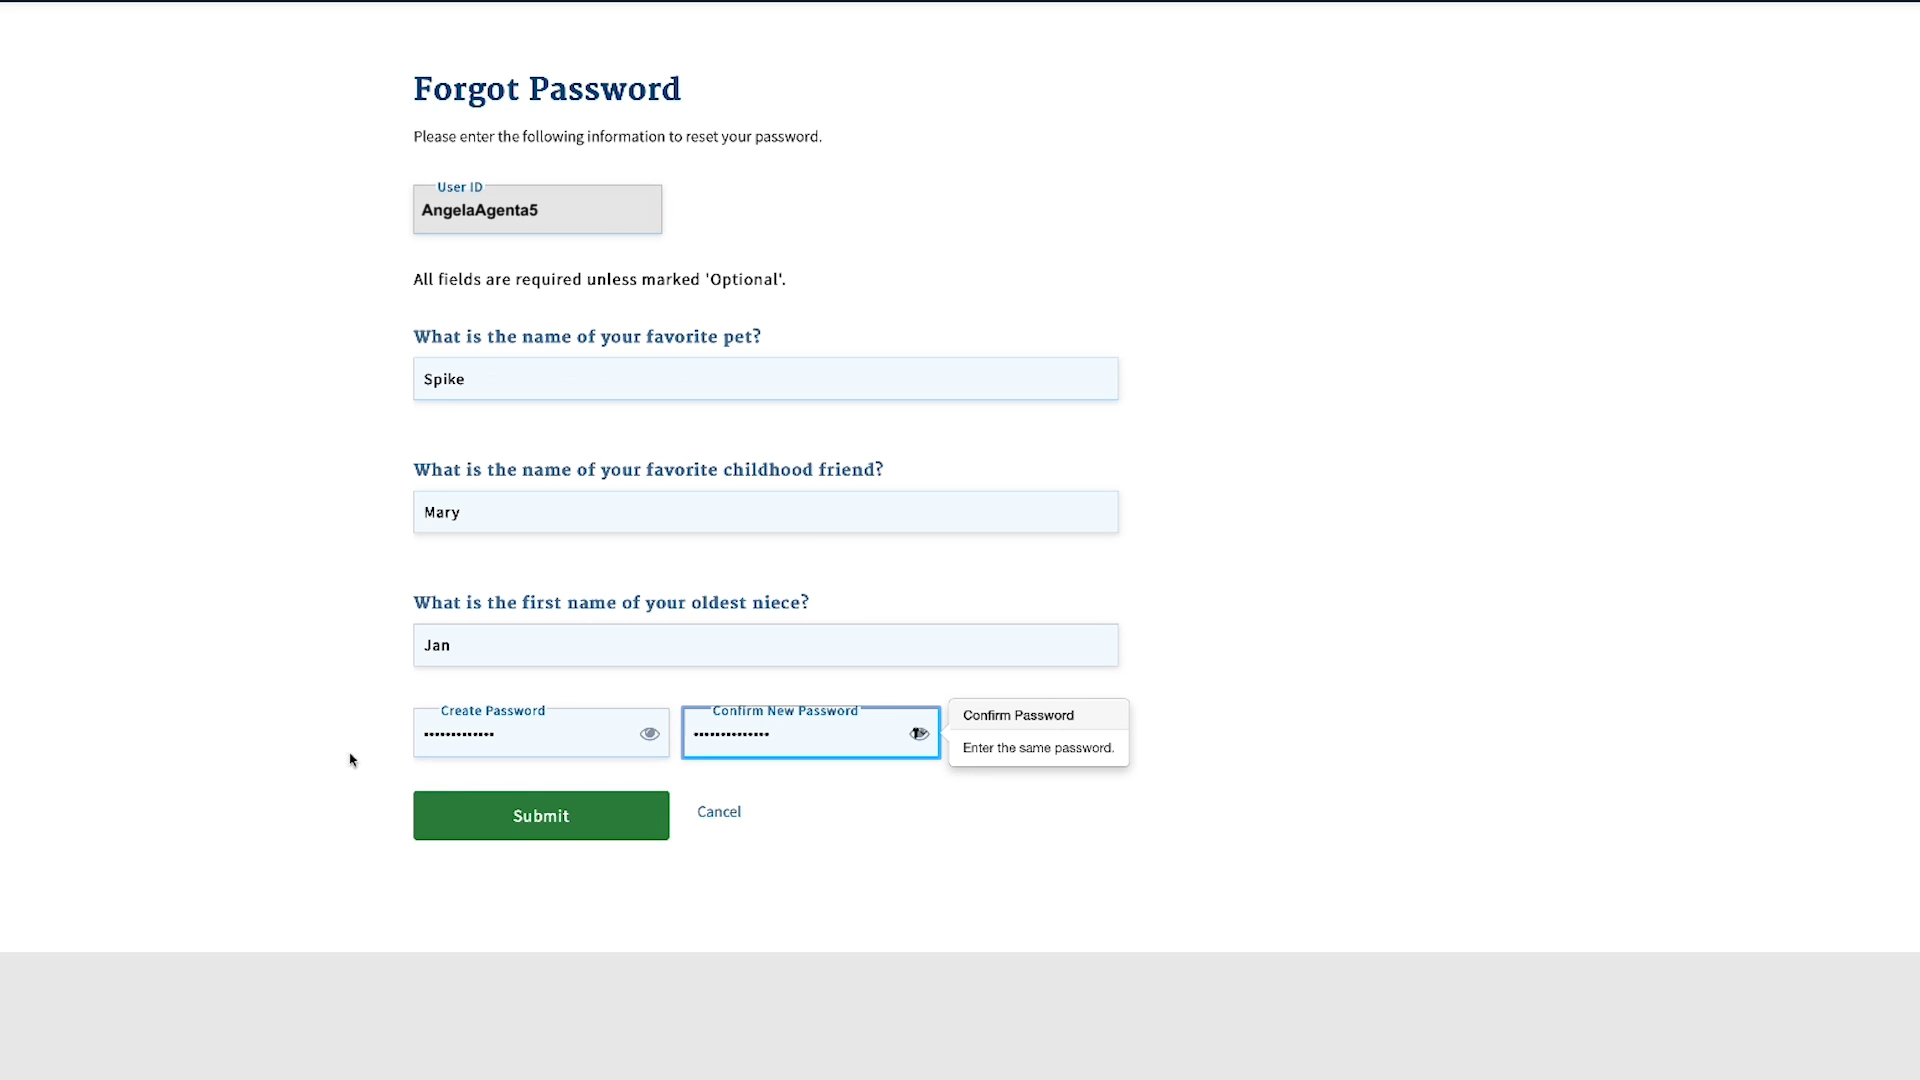 Forgot Password
Please enter the following information to reset your password.
User ID
AngelaAgenta5
All fields are required unless marked 'Optional'.
What is the name of your favorite pet?
Spike
What is the name of your favorite childhood friend?
Mary
What is the first name of your oldest niece?
Jan
Create Password
•••••••••••••
Confirm New Password
••••••••••••••
Confirm Password
Enter the same password.
Submit
Cancel